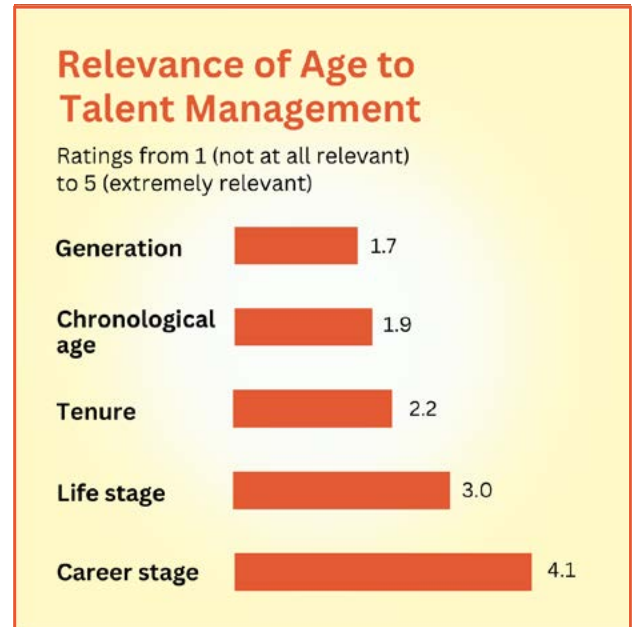 Relevance of Age to
Talent Management
Ratings from 1 (not at all relevant)
to 5 (extremely relevant)
Generation 1.7
Chronological
age 1.9
Tenure 2.2
Life stage 3.0
Career stage 4.1